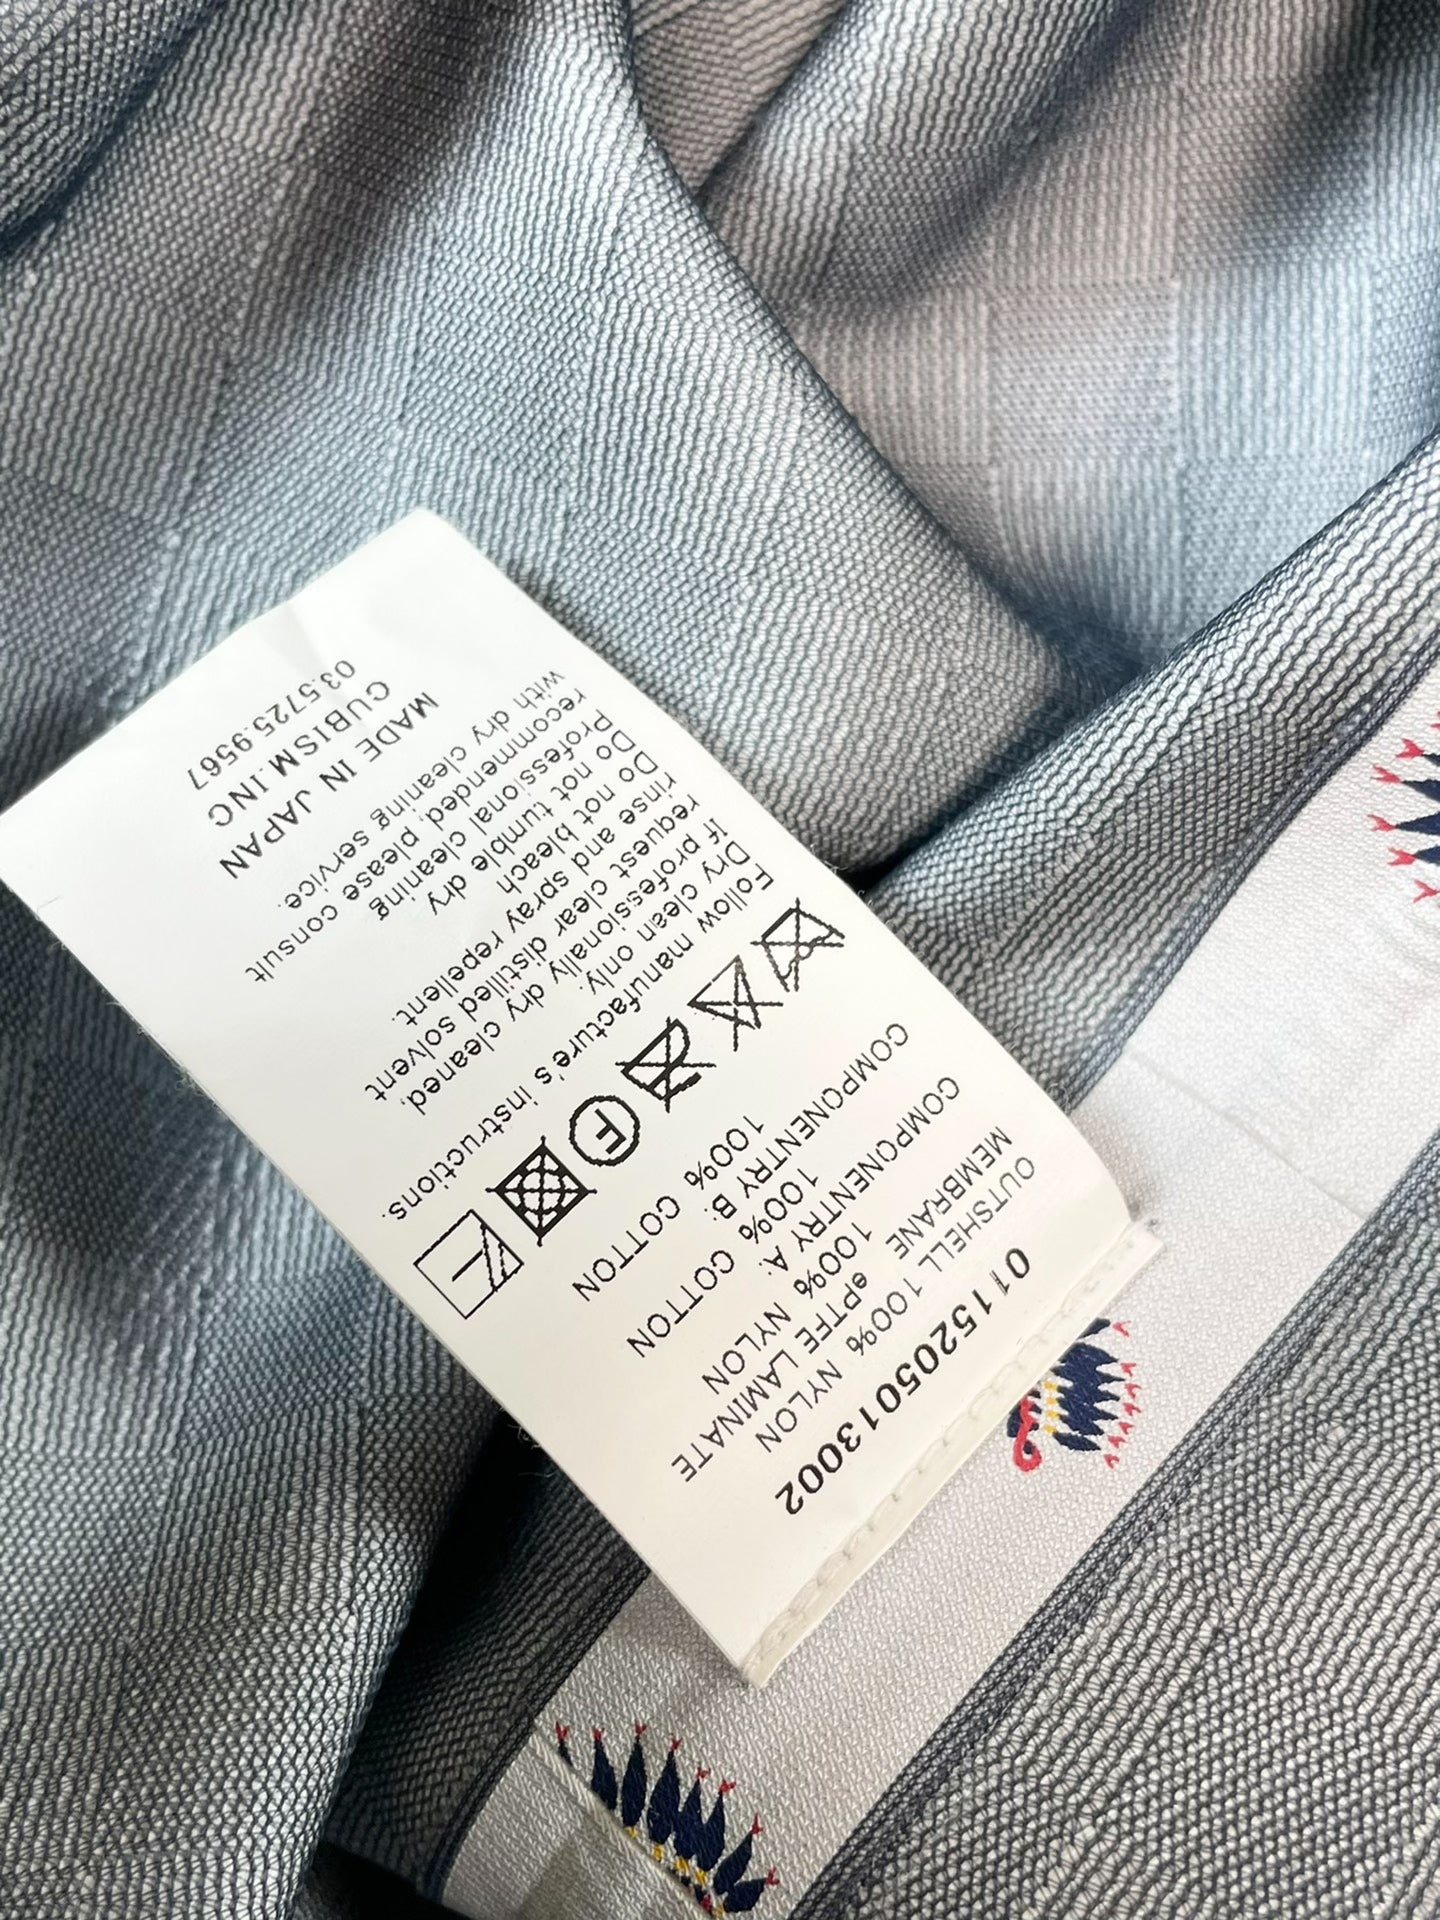 0115205013002
OUTSHELL 100% NYLON
MEMBRANE ePTFE LAMINATE
100% NYLON
COMPONENTRY A:
100% COTTON
COMPONENTRY B:
100% COTTON
F
Follow manufacture's instructions.
Dry clean only.
If professionally dry cleaned,
request clear distilled solvent
rinse and spray repellent.
Do not bleach
Do not tumble dry
Professional cleaning
recommended, please consult
with dry cleaning service.
MADE IN JAPAN
CUBISM.INC
03.5725.9567